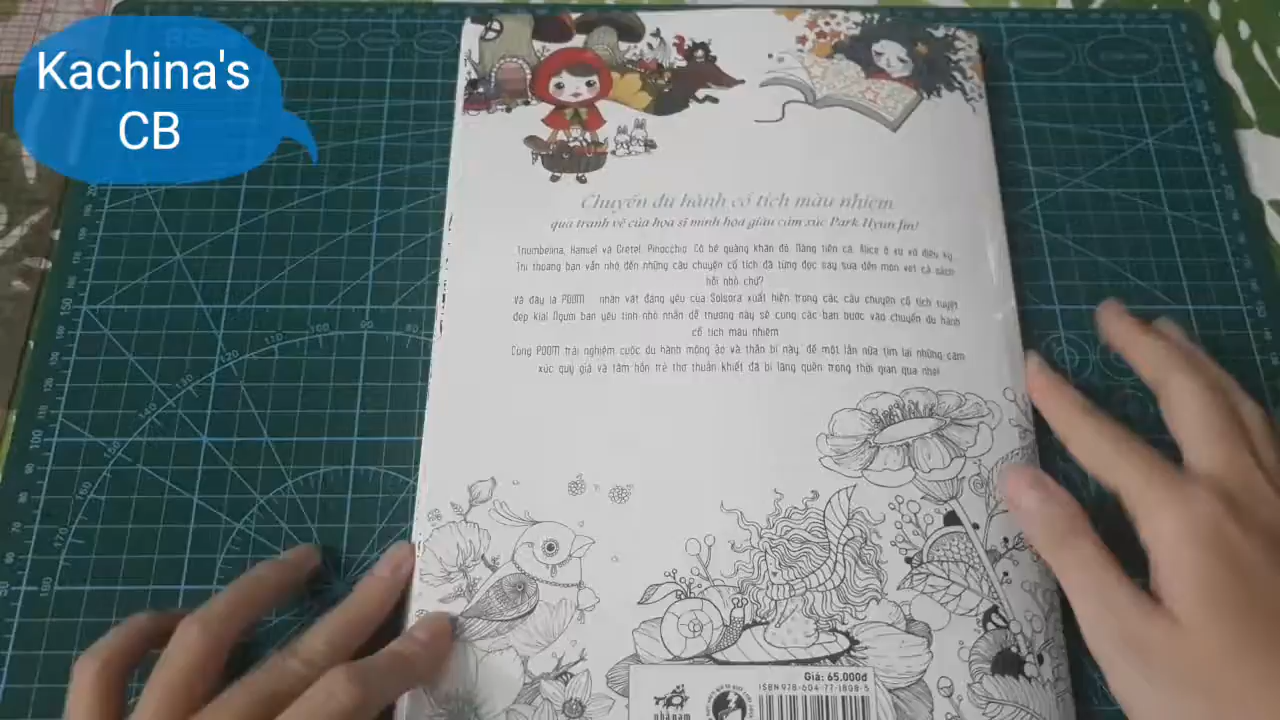 Kachina's
CB
Chuyến du hành cổ tích màu nhiệm
qua tranh vẽ của họa sĩ minh họa giàu cảm xúc Park Hyun Jin!
Thumbelina, Hansel và Gretel, Pinocchio, Cô bé quàng khăn đỏ, Nàng tiên cá, Alice ở xứ sở diệu kỳ,
Thi thoảng bạn vẫn nhớ đến những câu chuyện cổ tích đã từng đọc say sưa đến mòn vẹt cả sách
hồi nhỏ chứ?
Và đây là POOM nhân vật đáng yêu của Solsora xuất hiện trong các câu chuyện cổ tích tuyệt
đẹp kia! Người bạn yêu tinh nhỏ nhắn dễ thương này sẽ cùng các bạn bước vào chuyến du hành
cổ tích màu nhiệm
Cùng POOM trải nghiệm cuộc du hành mộng ảo và thần bí này, để một lần nữa tìm lại những cảm
xúc quý giá và tâm hồn trẻ thơ thuần khiết đã bị lãng quên trong thời gian qua nhé!
Giá: 65.000đ
ISBN 978-604-77-1808-5
nhã nam